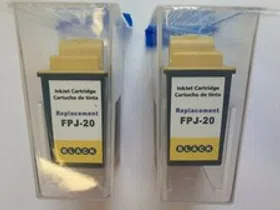 InkJet Cartridge
Cartucho de tinta
Replacement
FPJ-20
BLACK
InkJet Cartridge
Cartucho de tinta
Replacement
FPJ-20
BLACK